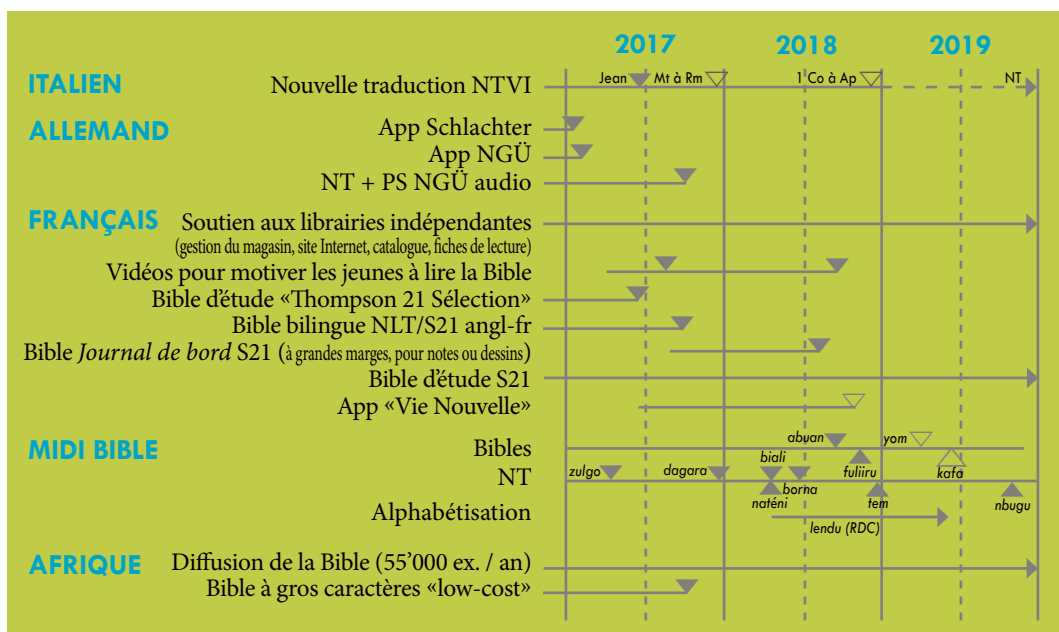 2017 2018 2019
ITALIEN Nouvelle traduction NTVI Jean Mt à Rm 1 Co à Ap NT
ALLEMAND App Schlachter
App NGÜ
NT + PS NGÜ audio
FRANÇAIS Soutien aux librairies indépendantes
(gestion du magasin, site Internet, catalogue, fiches de lecture)
Vidéos pour motiver les jeunes à lire la Bible
Bible d'étude «Thompson 21 Sélection»
Bible bilingue NLT/S21 angl-fr
Bible Journal de bord S21 (à grandes marges, pour notes ou dessins)
Bible d'étude S21
App «Vie Nouvelle»
MIDI BIBLE Bibles abuan yom
biali fuliiru kafa
NT zulgo dagara
borna
naténi tem nbugu
Alphabétisation lendu (RDC)
AFRIQUE Diffusion de la Bible (55'000 ex. / an)
Bible à gros caractères «low-cost»